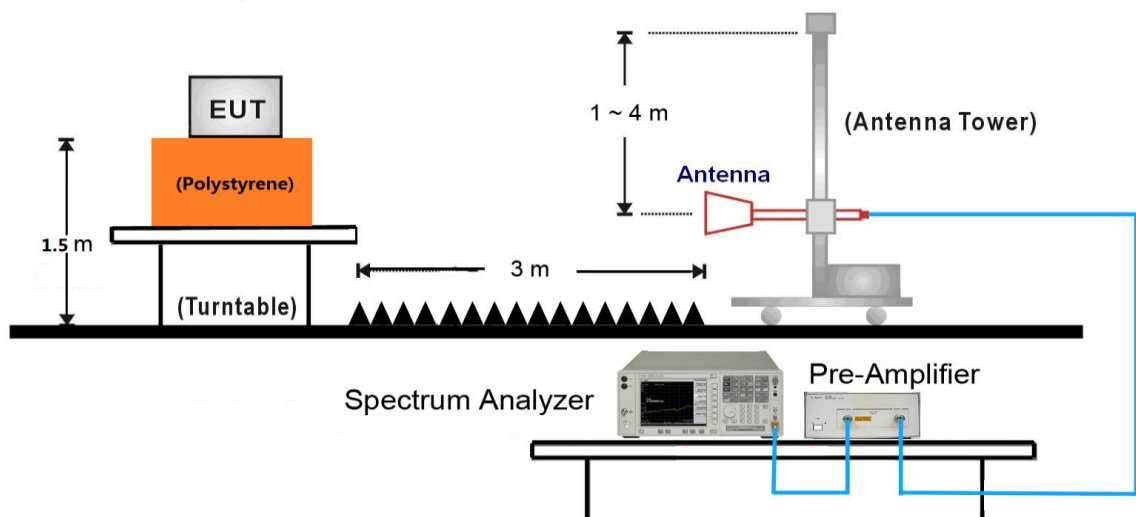 EUT
1 ~ 4 m
(Antenna Tower)
Antenna
(Polystyrene)
1.5 m
3 m
(Turntable)
Spectrum Analyzer
Pre-Amplifier